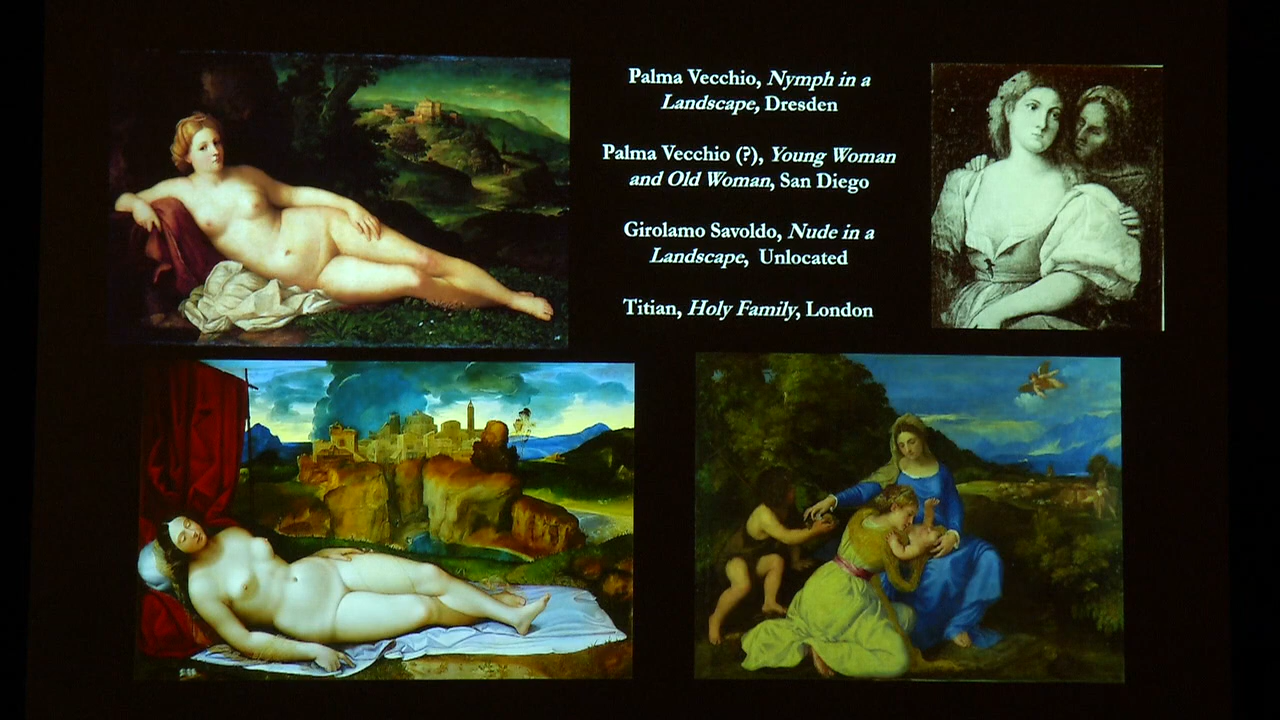 Palma Vecchio, Nymph in a
Landscape, Dresden
Palma Vecchio (?), Young Woman
and Old Woman, San Diego
Girolamo Savoldo, Nude in a
Landscape, Unlocated
Titian, Holy Family, London